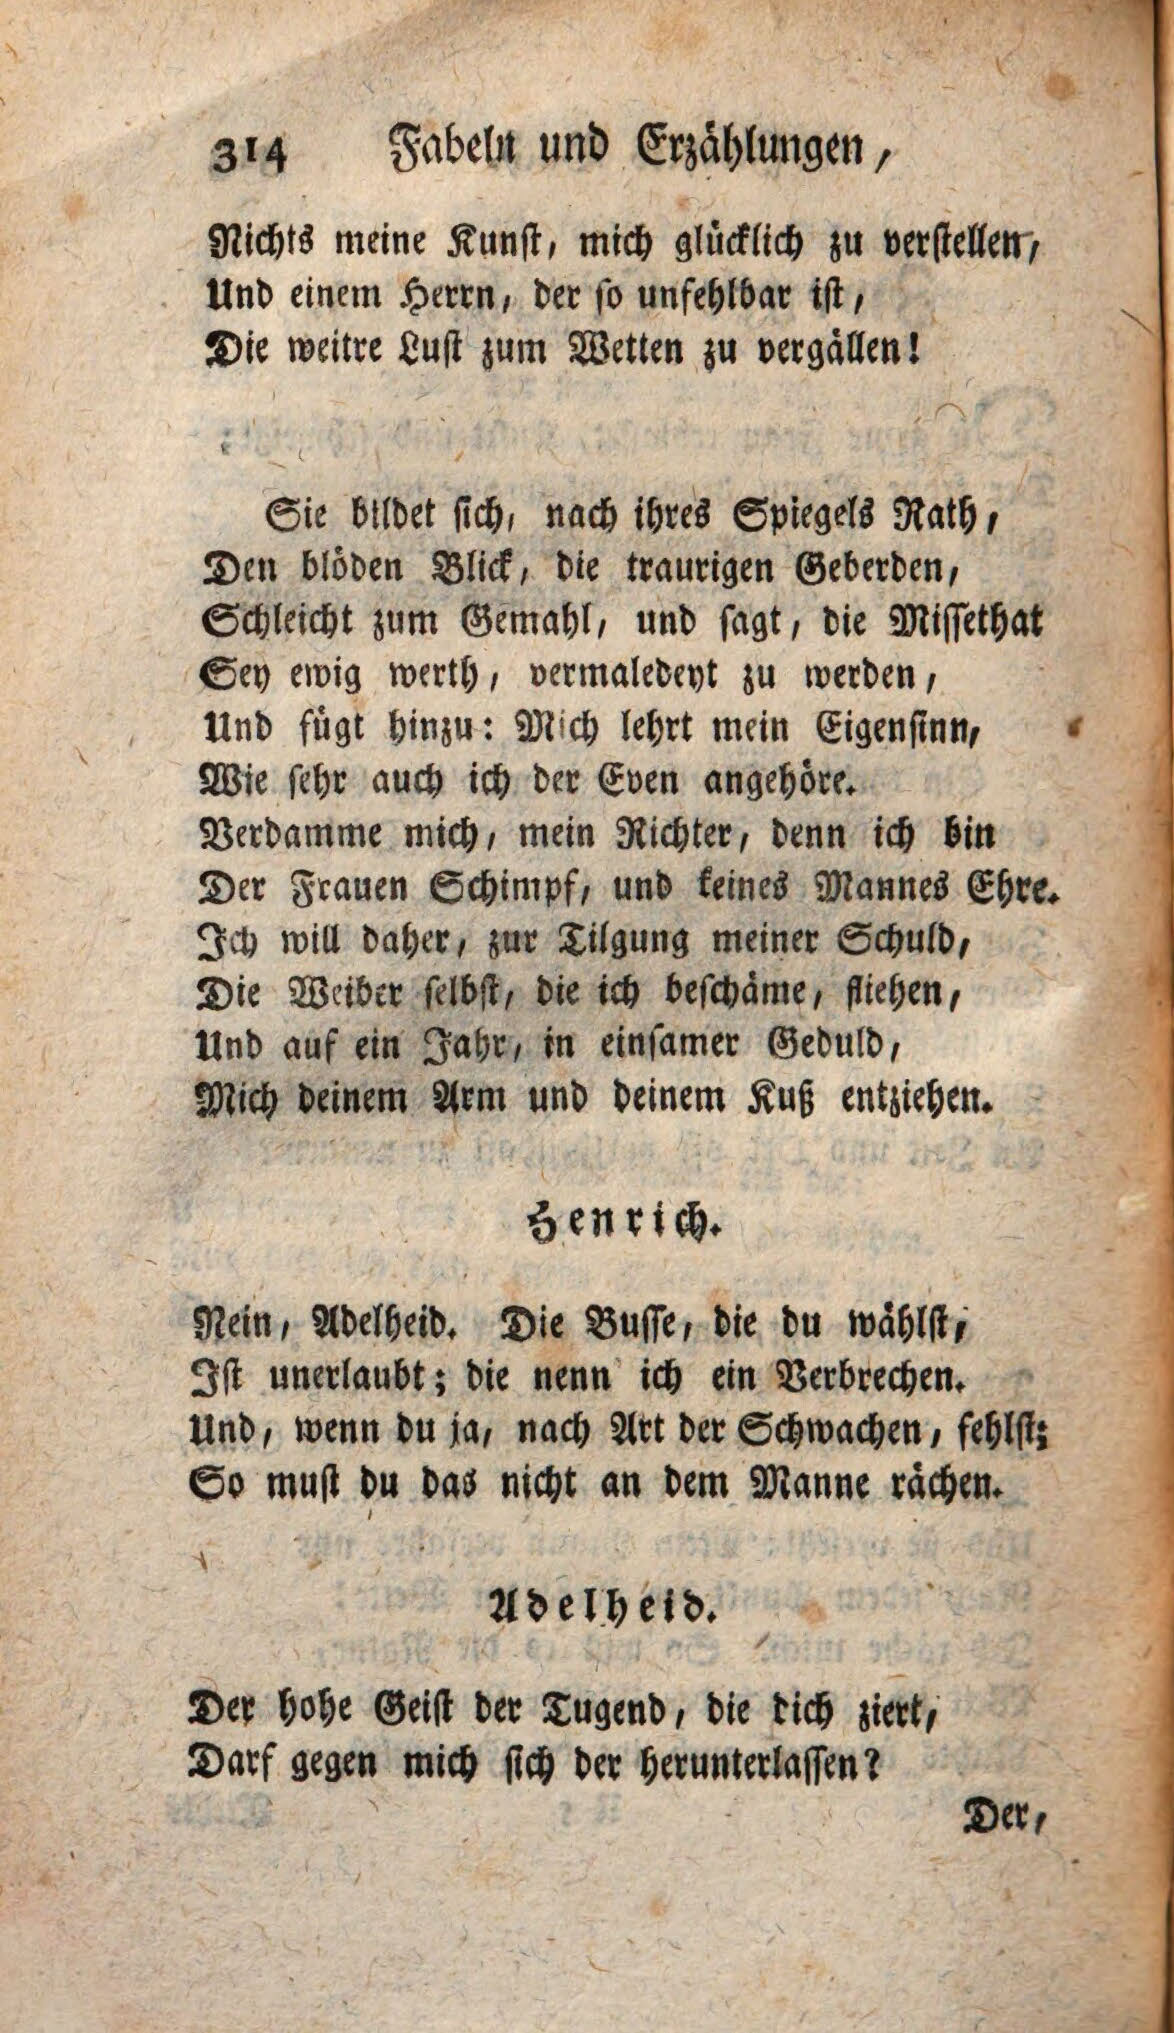 314 Fabeln und Erzählungen,
Nichts meine Kunst, mich glücklich zu verstellen,
Und einem Herrn, der so unfehlbar ist,
Die weitre Lust zum Wetten zu vergällen!
Sie bildet sich, nach ihres Spiegels Rath,
Den blöden Blick, die traurigen Geberden,
Schleicht zum Gemahl, und sagt, die Missethat
Sey ewig werth, vermaledeyt zu werden,
Und fügt hinzu: Mich lehrt mein Eigensinn,
Wie sehr auch ich der Even angehöre.
Verdamme mich, mein Richter, denn ich bin
Der Frauen Schimpf, und keines Mannes Ehre.
Ich will daher, zur Tilgung meiner Schuld,
Die Weiber selbst, die ich beschäme, fliehen,
Und auf ein Jahr, in einsamer Geduld,
Mich deinem Arm und deinem Kuß entziehen.
Henrich.
Nein, Adelheid. Die Busse, die du wählst,
Ist unerlaubt; die nenn ich ein Verbrechen.
Und, wenn du ja, nach Art der Schwachen, fehlst;
So must du das nicht an dem Manne rächen.
Adelheid.
Der hohe Geist der Tugend, die dich ziert,
Darf gegen mich sich der herunterlassen?
Der,